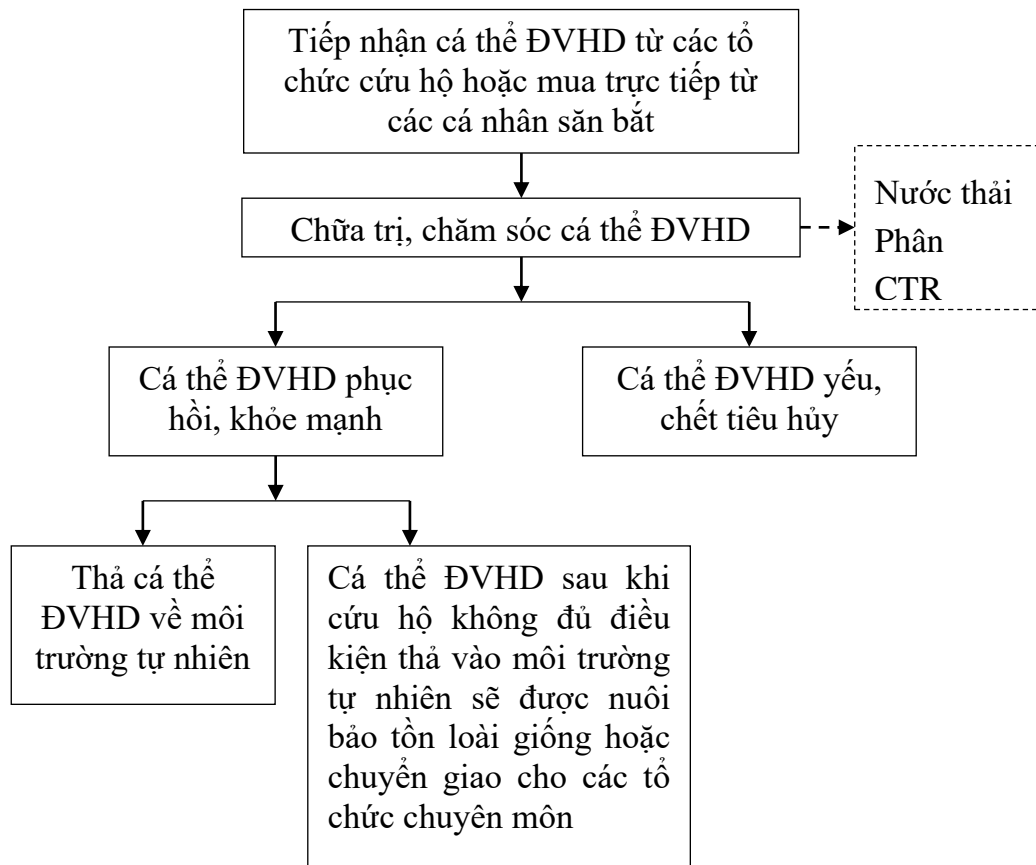 Tiếp nhận cá thể ĐVHD từ các tổ
chức cứu hộ hoặc mua trực tiếp từ
các cá nhân săn bắt
Chữa trị, chăm sóc cá thể ĐVHD
Nước thải
Phân
CTR
Cá thể ĐVHD phục
hồi, khỏe mạnh
Cá thể ĐVHD yếu,
chết tiêu hủy
Thả cá thể
ĐVHD về môi
trường tự nhiên
Cá thể ĐVHD sau khi
cứu hộ không đủ điều
kiện thả vào môi trường
tự nhiên sẽ được nuôi
bảo tồn loài giống hoặc
chuyển giao cho các tổ
chức chuyên môn